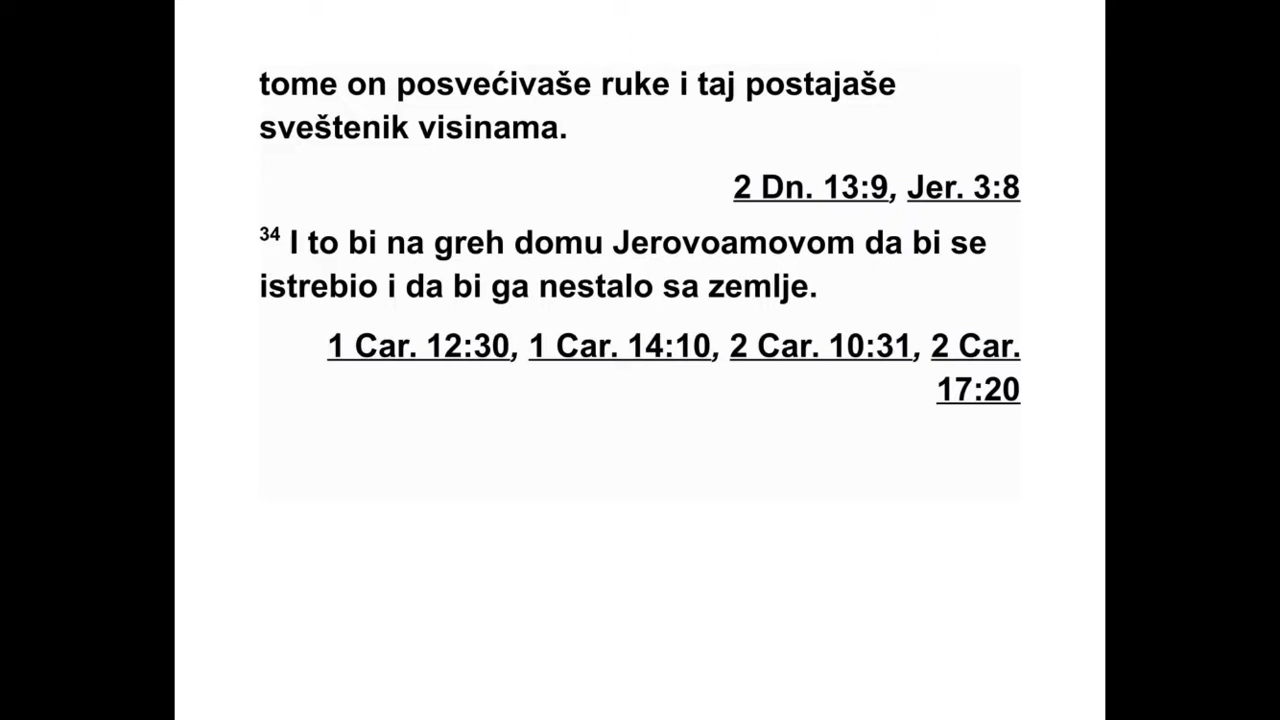 tome on posvećivaše ruke i taj postajaše
sveštenik visinama.
2 Dn. 13:9, Jer. 3:8
34 I to bi na greh domu Jerovoamovom da bi se
istrebio i da bi ga nestalo sa zemlje.
1 Car. 12:30, 1 Car. 14:10, 2 Car. 10:31, 2 Car.
17:20